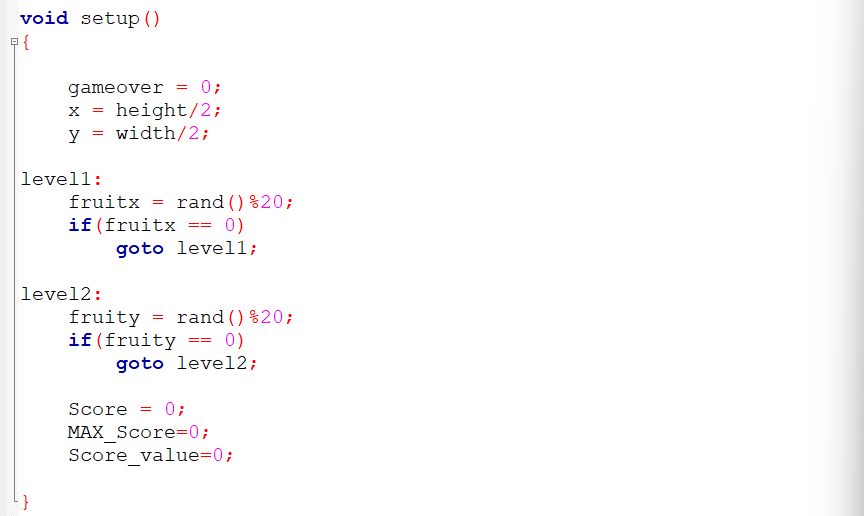 void setup()
{
    gameover = 0;
    x = height/2;
    y = width/2;
level1:
    fruitx = rand()%20;
    if(fruitx == 0)
        goto level1;
level2:
    fruity = rand()%20;
    if(fruity == 0)
        goto level2;
    Score = 0;
    MAX_Score=0;
    Score_value=0;
}